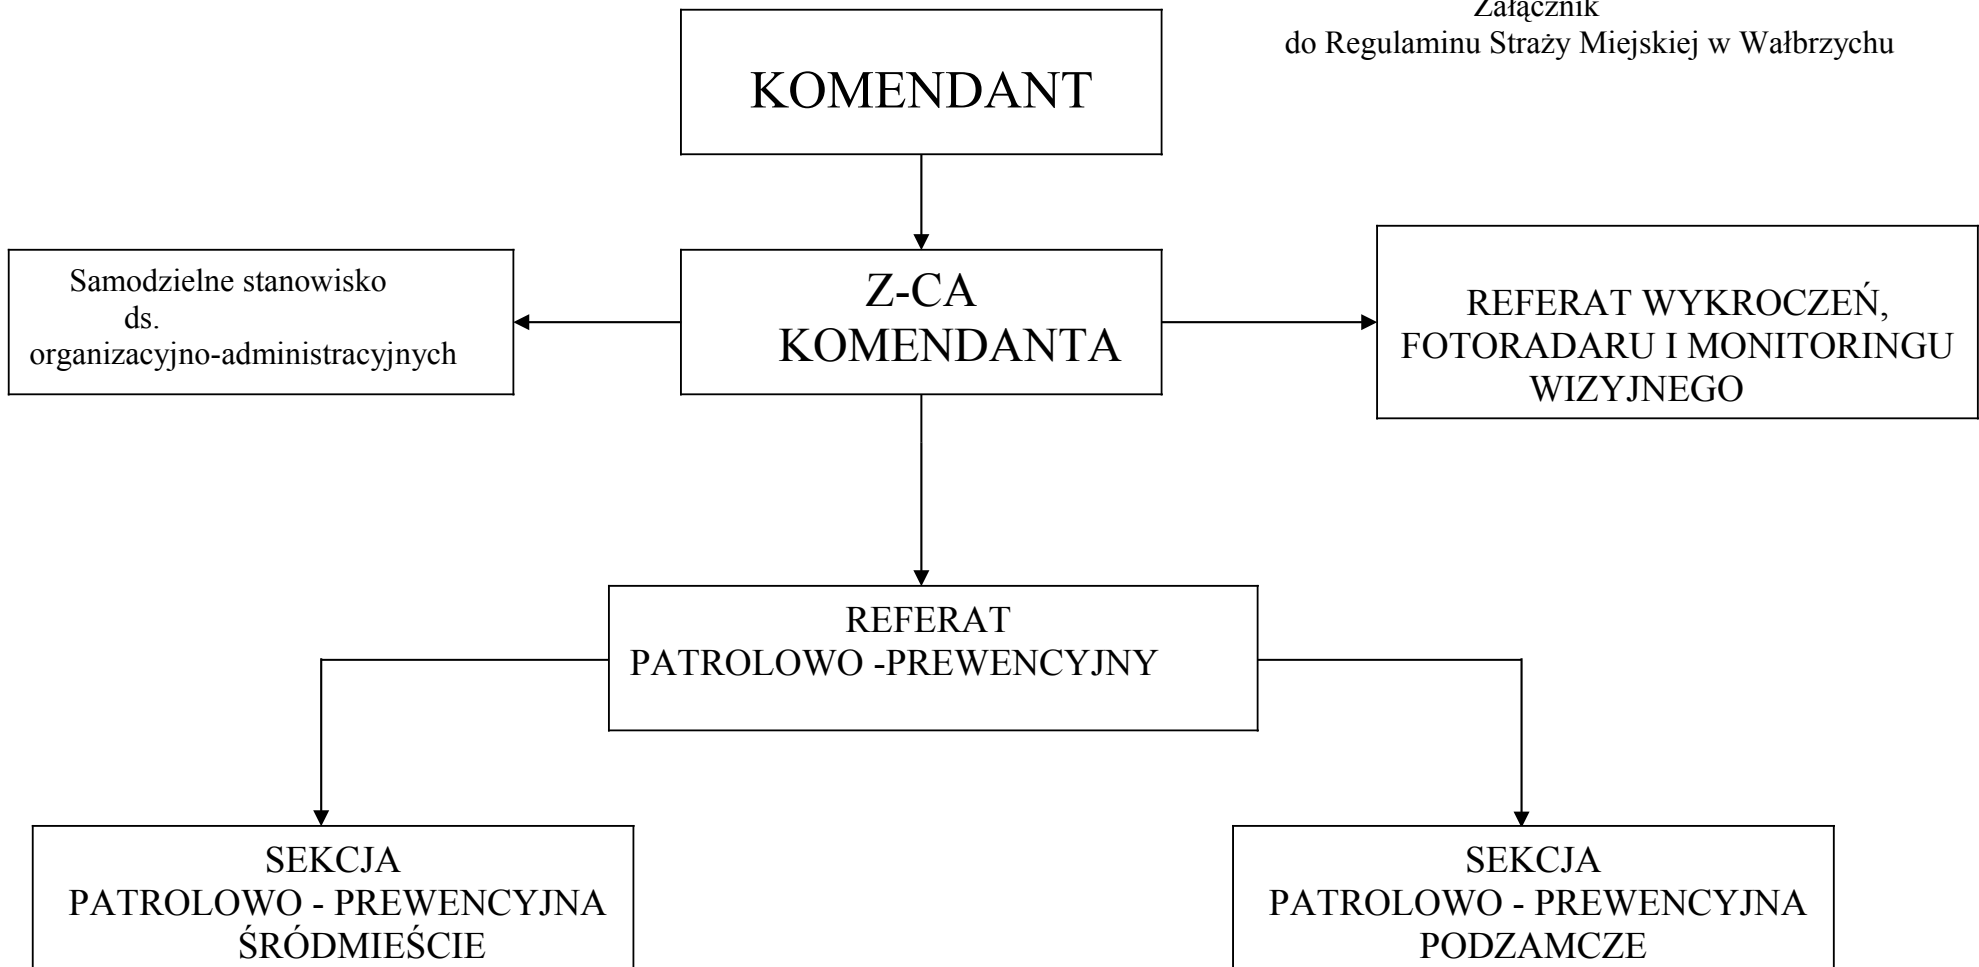 Załącznik
do Regulaminu Straży Miejskiej w Wałbrzychu
KOMENDANT
Samodzielne stanowisko
ds.
organizacyjno-administracyjnych
Z-CA
KOMENDANTA
REFERAT WYKROCZEŃ,
FOTORADARU I MONITORINGU
WIZYJNEGO
REFERAT
PATROLOWO -PREWENCYJNY
SEKCJA
PATROLOWO - PREWENCYJNA
ŚRÓDMIEŚCIE
SEKCJA
PATROLOWO - PREWENCYJNA
PODZAMCZE